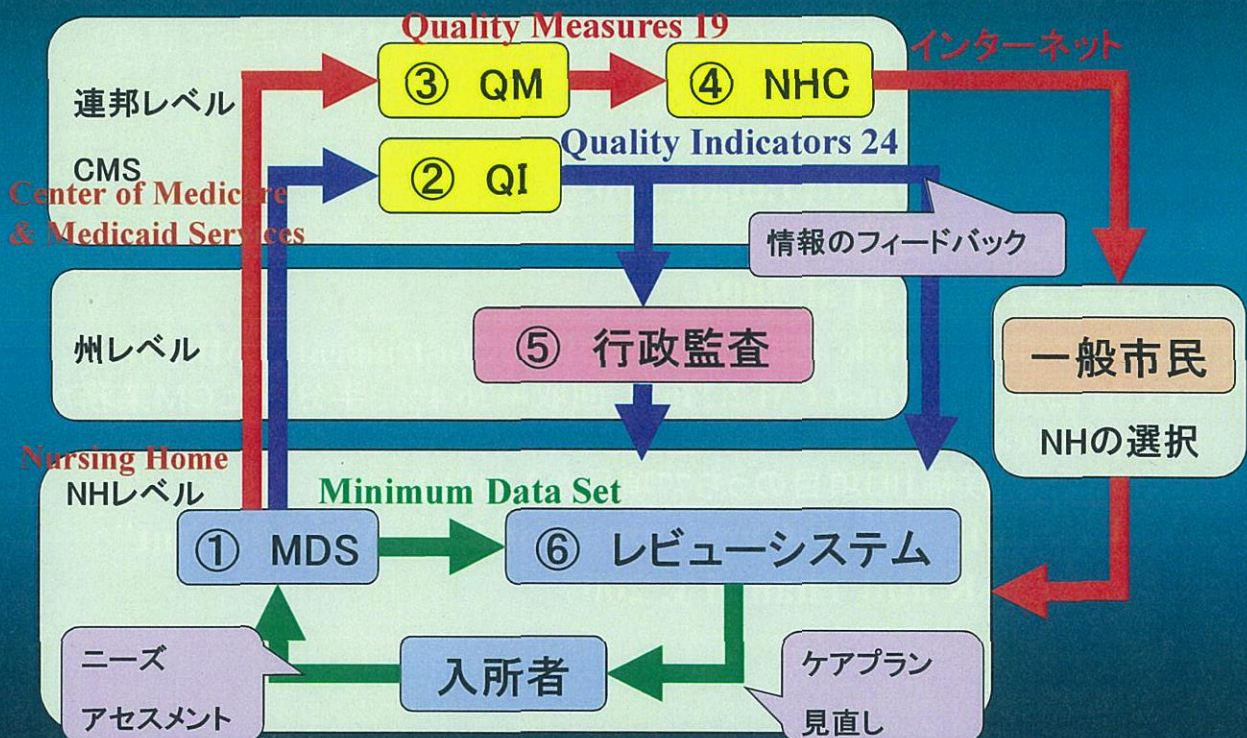 Quality Measures 19
インターネット
③ QM
④ NHC
連邦レベル
CMS
Quality Indicators 24
② QI
Center of Medicare
& Medicaid Services
情報のフィードバック
州レベル
⑤ 行政監査
一般市民
NHの選択
Nursing Home
NHレベル
Minimum Data Set
① MDS
⑥ レビューシステム
ニーズ
アセスメント
入所者
ケアプラン
見直し